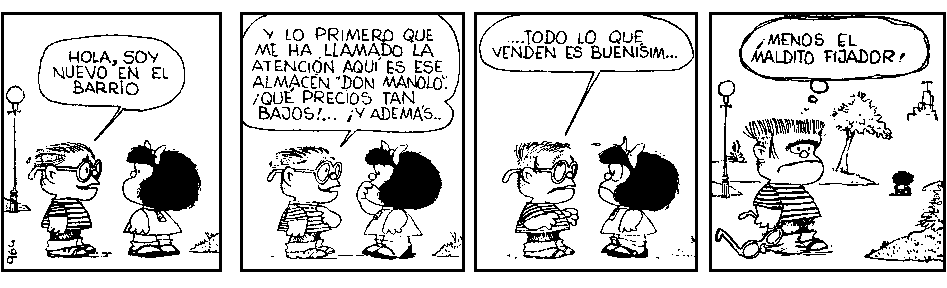 HOLA, SOY
NUEVO EN EL
BARRIO
Y LO PRIMERO QUE
ME HA LLAMADO LA
ATENCIÓN AQUÍ ES ESE
ALMACÉN "DON MANOLO".
¡QUÉ PRECIOS TAN
BAJOS!... ¡Y ADEMÁS..
...TODO LO QUE
VENDEN ES BUENÍSIM...
¡MENOS EL
MALDITO FIJADOR!
964